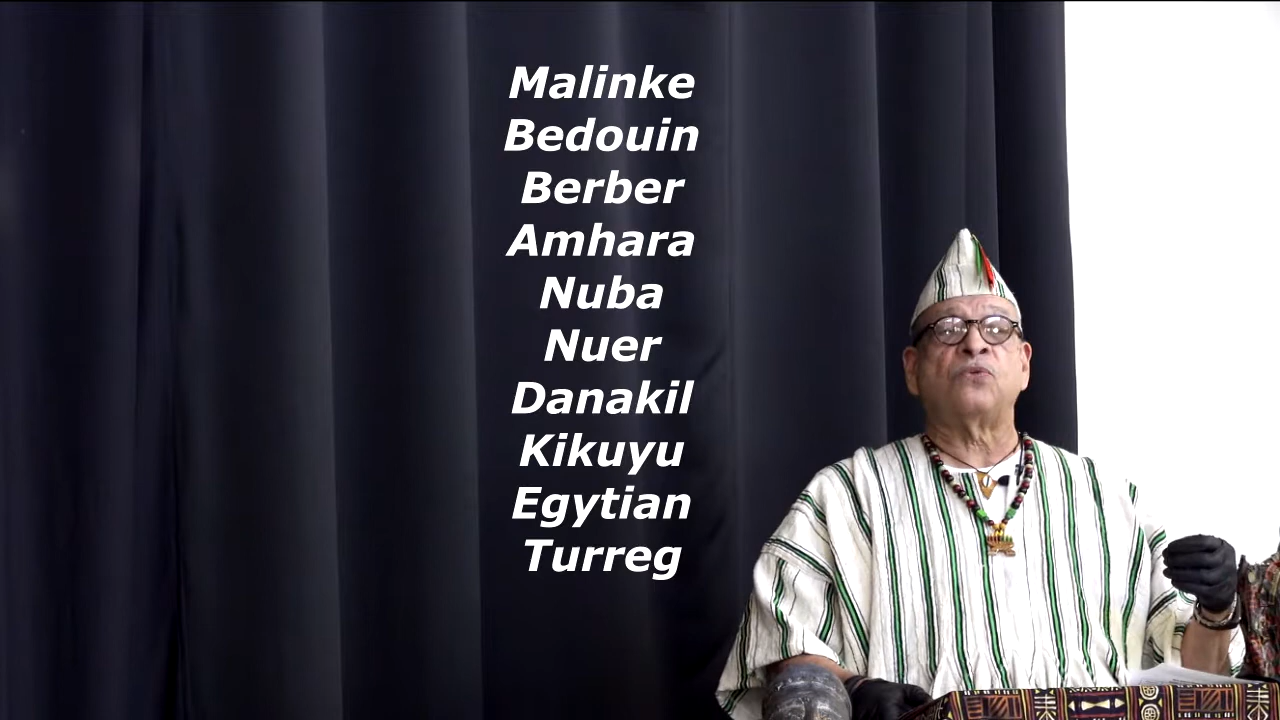 Malinke
Bedouin
Berber
Amhara
Nuba
Nuer
Danakil
Kikuyu
Egytian
Turreg